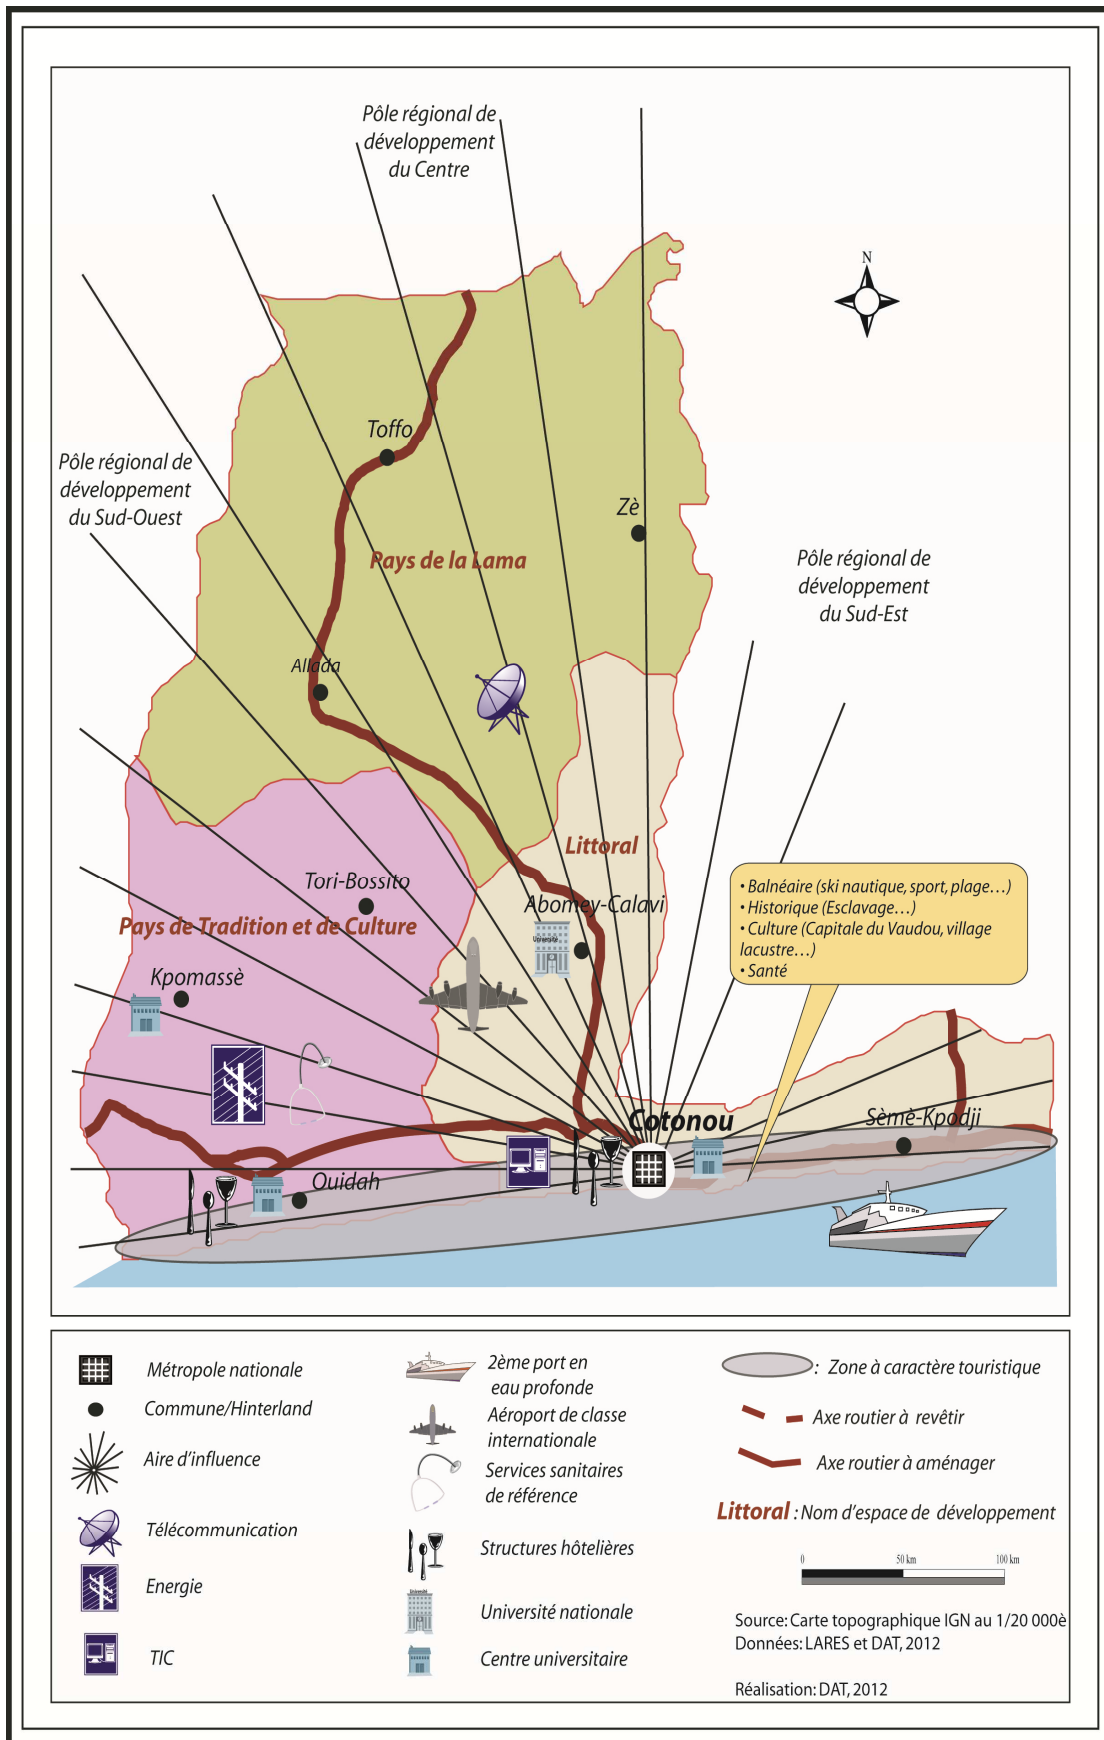 Pôle régional de
développement
du Centre
N
Toffo
Pôle régional de
développement
du Sud-Ouest
Zè
Pays de la Lama
Pôle régional de
développement
du Sud-Est
Allada
Littoral
Tori-Bossito
Abomey-Calavi
Pays de Tradition et de Culture
Université
Kpomassè
• Balnéaire (ski nautique, sport, plage…)
• Historique (Esclavage…)
• Culture (Capitale du Vaudou, village
lacustre…)
• Santé
Cotonou
Sèmè-Kpodji
Ouidah
Métropole nationale
Commune/Hinterland
Aire d'influence
Télécommunication
Energie
TIC
2ème port en
eau profonde
Aéroport de classe
internationale
Services sanitaires
de référence
Structures hôtelières
Université
Université nationale
Centre universitaire
: Zone à caractère touristique
Axe routier à revêtir
Axe routier à aménager
Littoral : Nom d'espace de développement
0 50 km 100 km
Source: Carte topographique IGN au 1/20 000è
Données: LARES et DAT, 2012
Réalisation: DAT, 2012